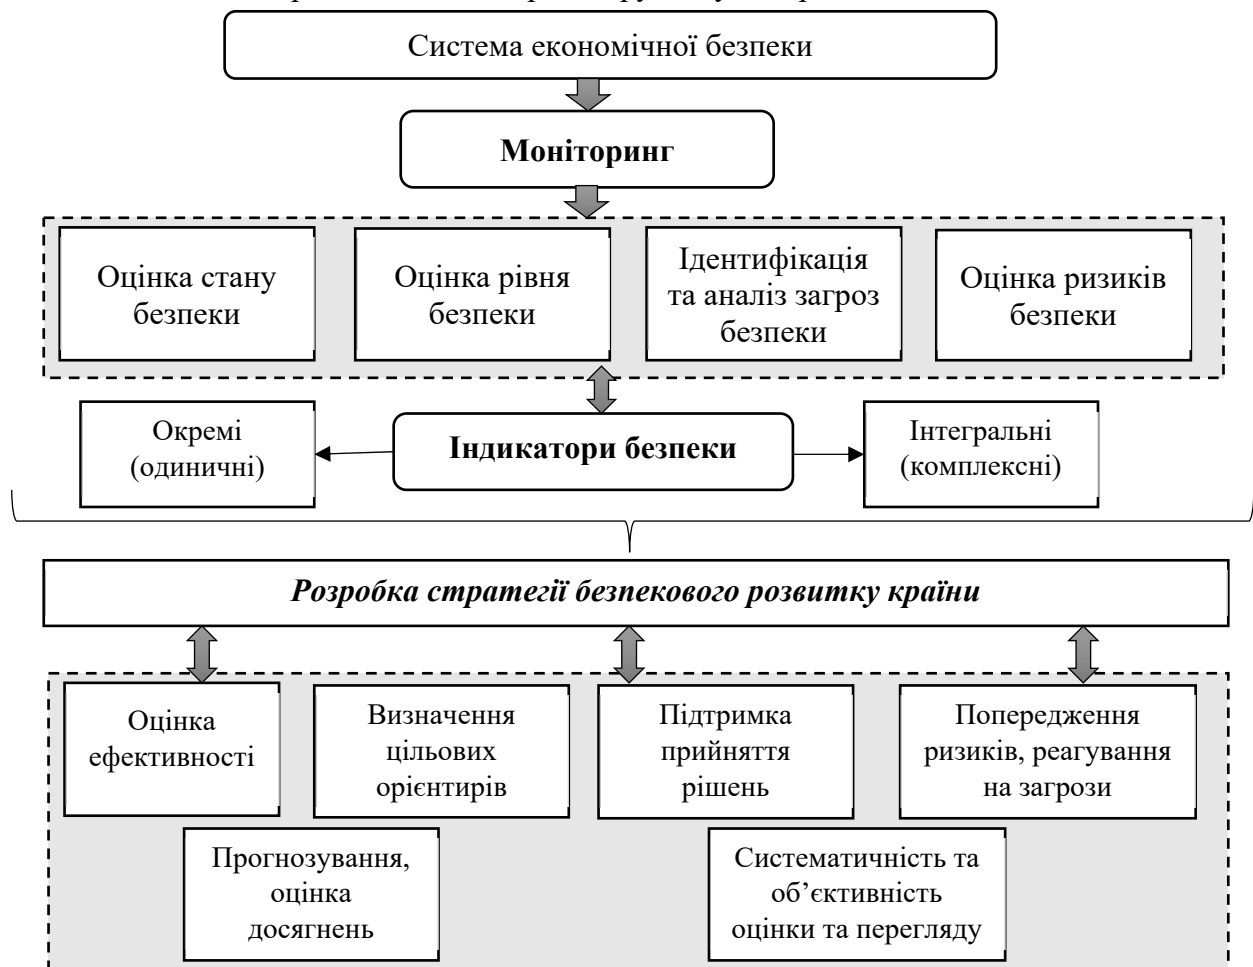 Система економічної безпеки
Моніторинг
Оцінка стану
безпеки
Оцінка рівня
безпеки
Ідентифікація
та аналіз загроз
безпеки
Оцінка ризиків
безпеки
Окремі
(одиничні)
Індикатори безпеки
Інтегральні
(комплексні)
Розробка стратегії безпекового розвитку країни
Оцінка
ефективності
Визначення
цільових
орієнтирів
Підтримка
прийняття
рішень
Попередження
ризиків, реагування
на загрози
Прогнозування,
оцінка
досягнень
Систематичність та
об’єктивність
оцінки та перегляду